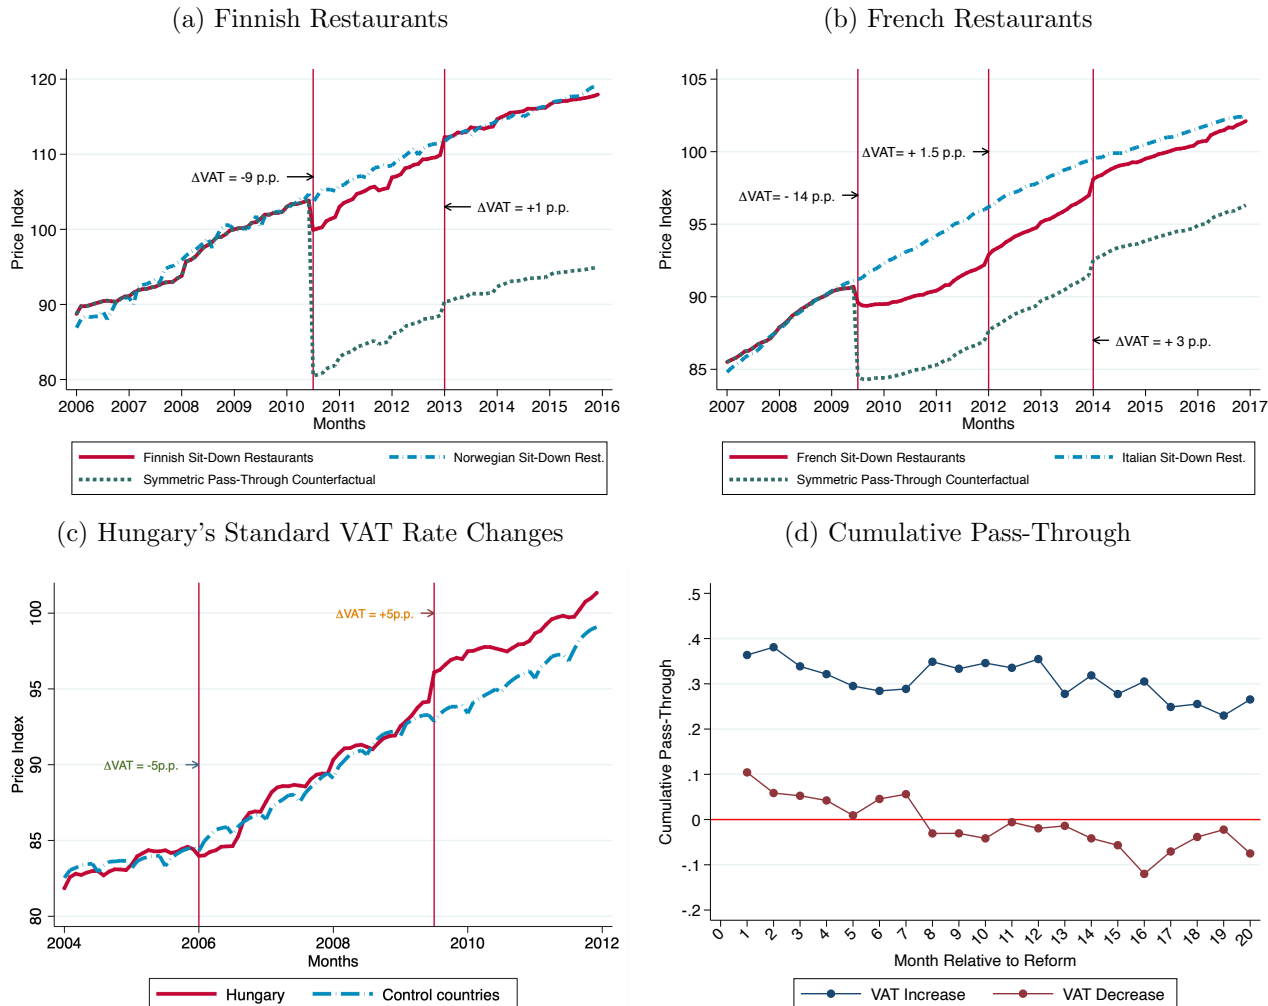 (a) Finnish Restaurants
Price Index
120
110
100
90
80
ΔVAT = -9 p.p.
ΔVAT = +1 p.p.
2006 2007 2008 2009 2010 2011 2012 2013 2014 2015 2016
Months
Finnish Sit-Down Restaurants
Norwegian Sit-Down Rest.
Symmetric Pass-Through Counterfactual
(b) French Restaurants
Price Index
105
100
95
90
85
ΔVAT= + 1.5 p.p.
ΔVAT= - 14 p.p.
ΔVAT= + 3 p.p.
2007 2008 2009 2010 2011 2012 2013 2014 2015 2016 2017
Months
French Sit-Down Restaurants
Italian Sit-Down Rest.
Symmetric Pass-Through Counterfactual
(c) Hungary's Standard VAT Rate Changes
Price Index
100
95
90
85
80
ΔVAT = +5p.p.
ΔVAT = -5p.p.
2004 2006 2008 2010 2012
Months
Hungary
Control countries
(d) Cumulative Pass-Through
Cumulative Pass-Through
.5
.4
.3
.2
.1
0
-.1
-.2
0 1 2 3 4 5 6 7 8 9 10 11 12 13 14 15 16 17 18 19 20
Month Relative to Reform
VAT Increase
VAT Decrease